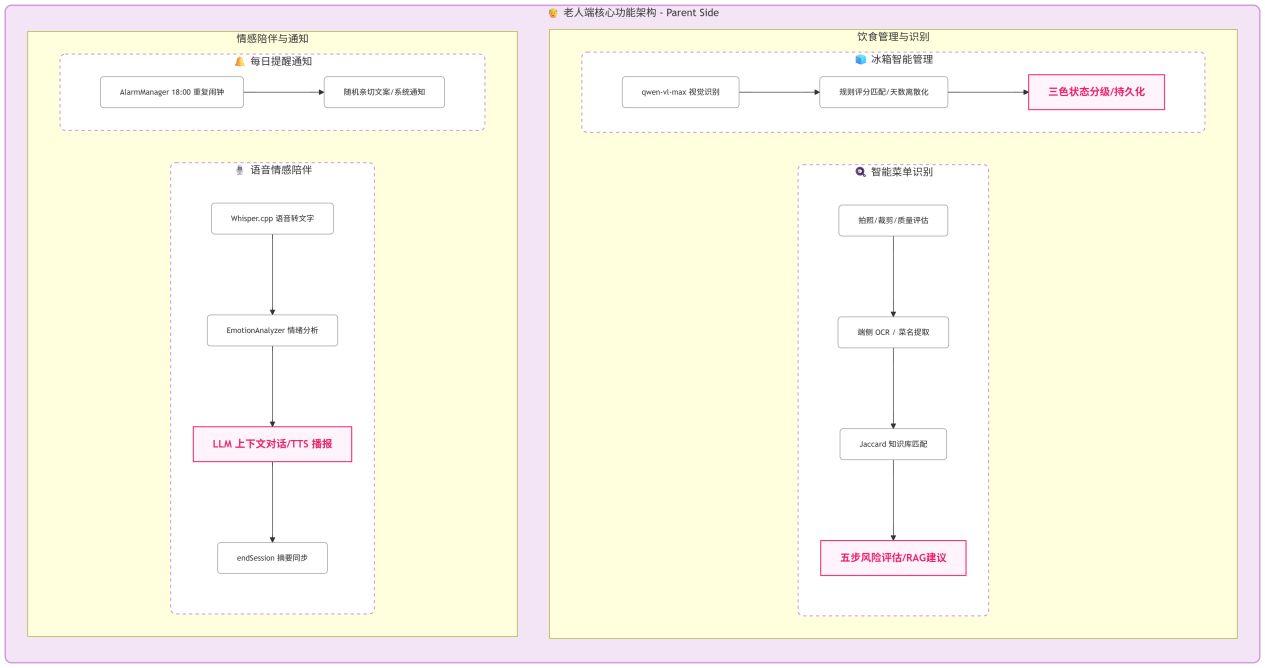 老人端核心功能架构 - Parent Side
情感陪伴与通知
每日提醒通知
AlarmManager 18:00 重复闹钟
随机亲切文案/系统通知
语音情感陪伴
Whisper.cpp 语音转文字
EmotionAnalyzer 情绪分析
LLM 上下文对话/TTS 播报
endSession 摘要同步
饮食管理与识别
冰箱智能管理
qwen-vl-max 视觉识别
规则评分匹配/天数离散化
三色状态分级/持久化
智能菜单识别
拍照/裁剪/质量评估
端侧 OCR / 菜名提取
Jaccard 知识库匹配
五步风险评估/RAG建议